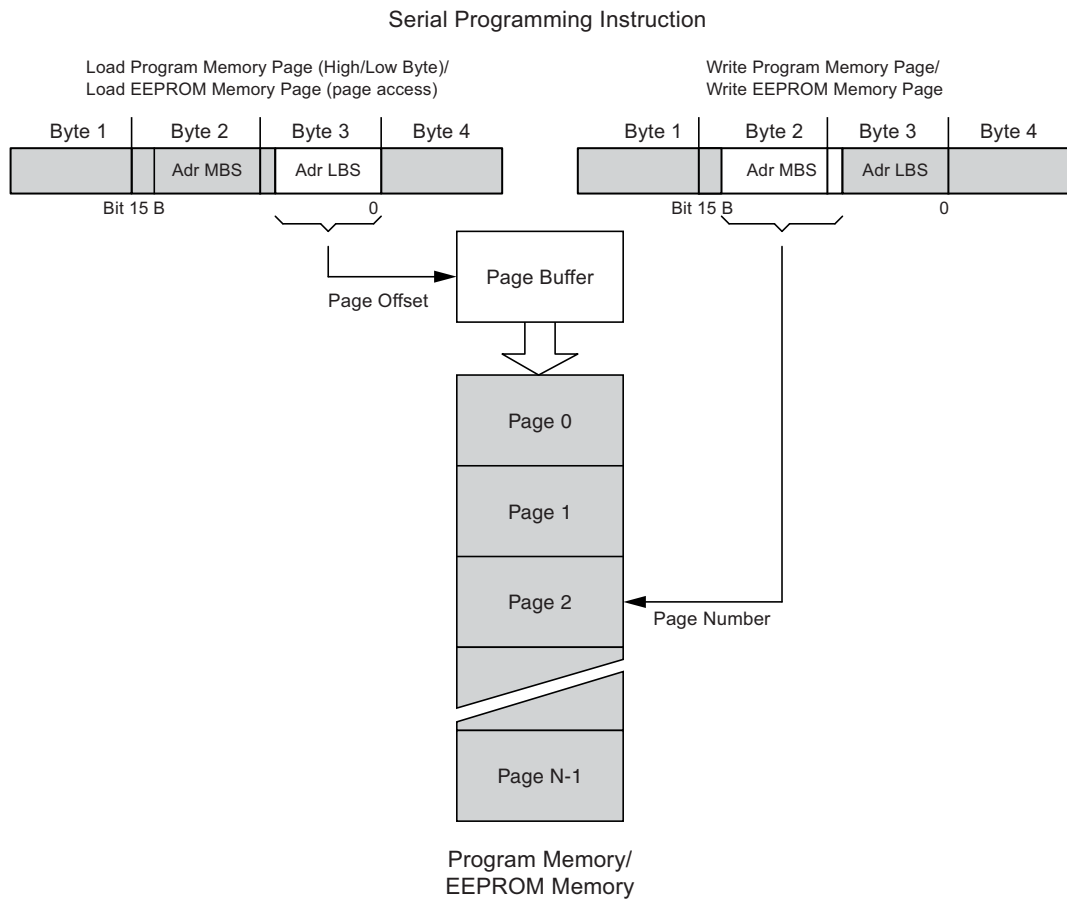 Serial Programming Instruction
Load Program Memory Page (High/Low Byte)/
Load EEPROM Memory Page (page access)
Byte 1 Byte 2 Byte 3 Byte 4
Adr MBS Adr LBS
Bit 15 B 0
Write Program Memory Page/
Write EEPROM Memory Page
Byte 1 Byte 2 Byte 3 Byte 4
Adr MBS Adr LBS
Bit 15 B 0
Page Offset
Page Buffer
Page 0
Page 1
Page 2
Page Number
Page N-1
Program Memory/
EEPROM Memory